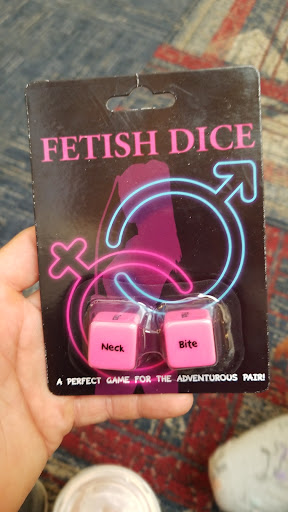 FETISH DICE
Neck
Bite
A PERFECT GAME FOR THE ADVENTUROUS PAIR!